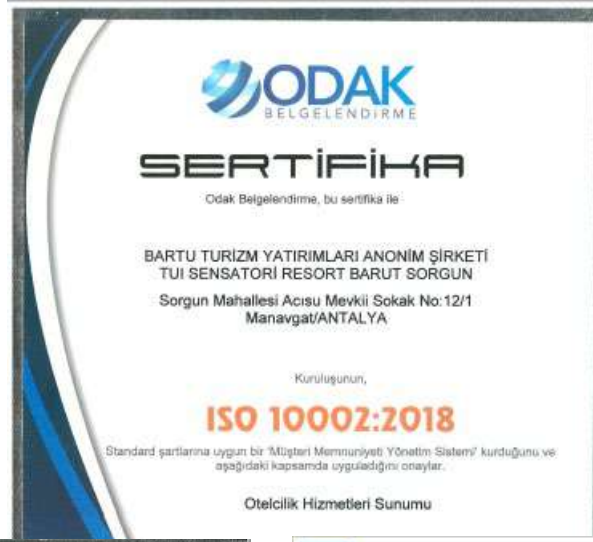 ODAK
BELGELENDİRME
SERTİFİKA
Odak Belgelendirme, bu sertifika ile
BARTU TURİZM YATIRIMLARI ANONİM ŞİRKETİ
TUI SENSATORİ RESORT BARUT SORGUN
Sorgun Mahallesi Acısu Mevkii Sokak No:12/1
Manavgat/ANTALYA
Kuruluşunun,
ISO 10002:2018
Standard şartlarına uygun bir 'Müşteri Memnuniyeti Yönetim Sistemi' kurduğunu ve
aşağıdaki kapsamda uyguladığını onaylar.
Otelcilik Hizmetleri Sunumu